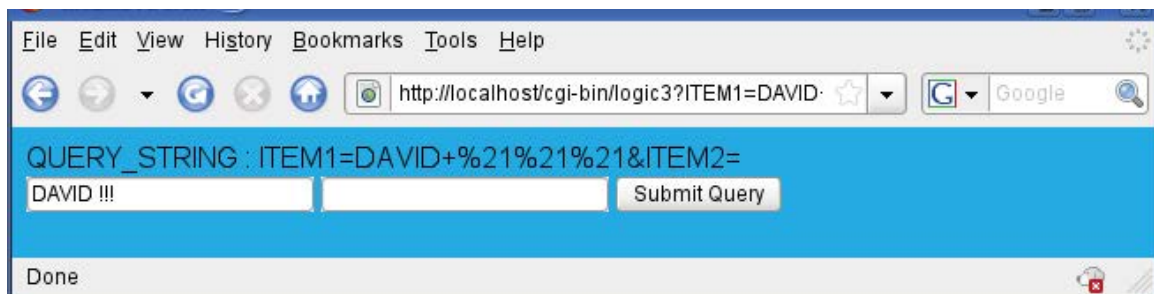 File Edit View History Bookmarks Tools Help
http://localhost/cgi-bin/logic3?ITEM1=DAVID
G Google
QUERY_STRING : ITEM1=DAVID+%21%21%21&ITEM2=
DAVID !!! Submit Query
Done